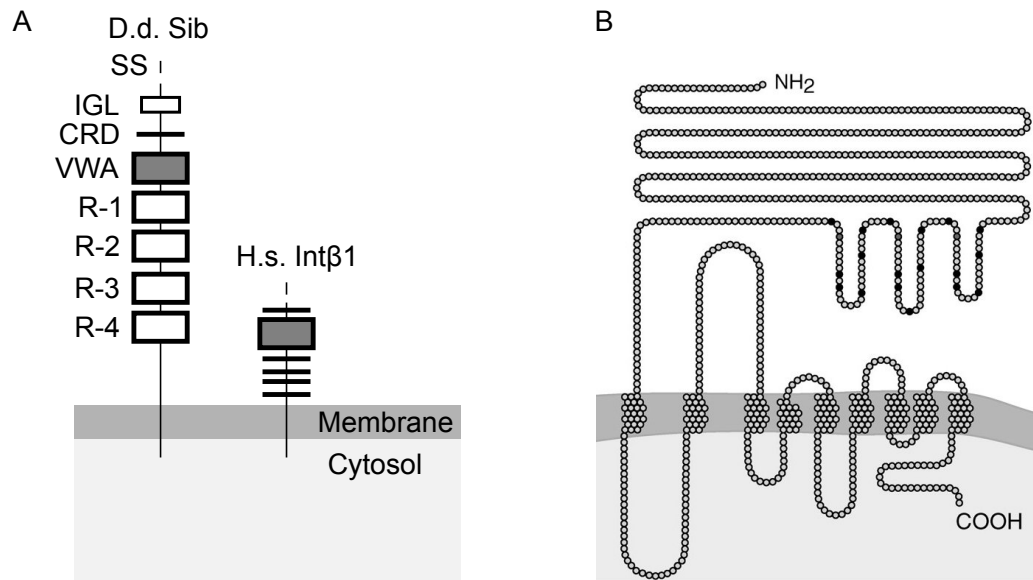 A
D.d. Sib
SS
IGL
CRD
VWA
R-1
R-2
R-3
R-4
H.s. Intβ1
Membrane
Cytosol
B
NH2
COOH